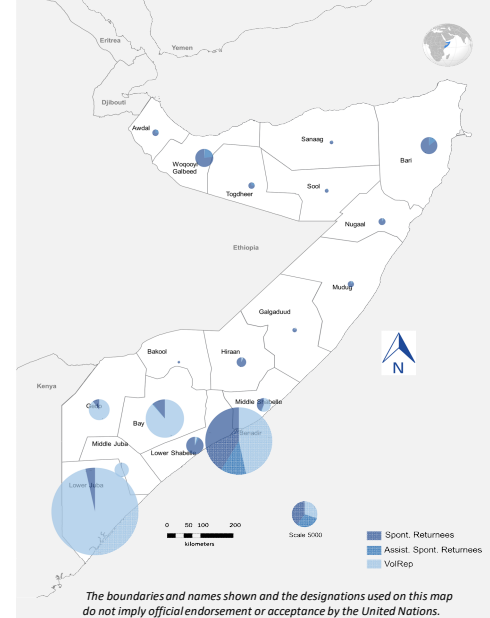 Eritrea
Yemen
Djibouti
Awdal
Sanaag
Woqooyi
Galbeed
Bari
Togdheer
Sool
Nugaal
Ethiopia
Mudug
Galgaduud
Bakool
Hiraan
N
Kenya
Gedo
Middle Shabelle
Bay
Banadir
Middle Juba
Lower Shabelle
Lower Juba
0 50 100 200
kilometers
Scale 5000
Spont. Returnees
Assist. Spont. Returnees
VolRep
The boundaries and names shown and the designations used on this map
do not imply official endorsement or acceptance by the United Nations.